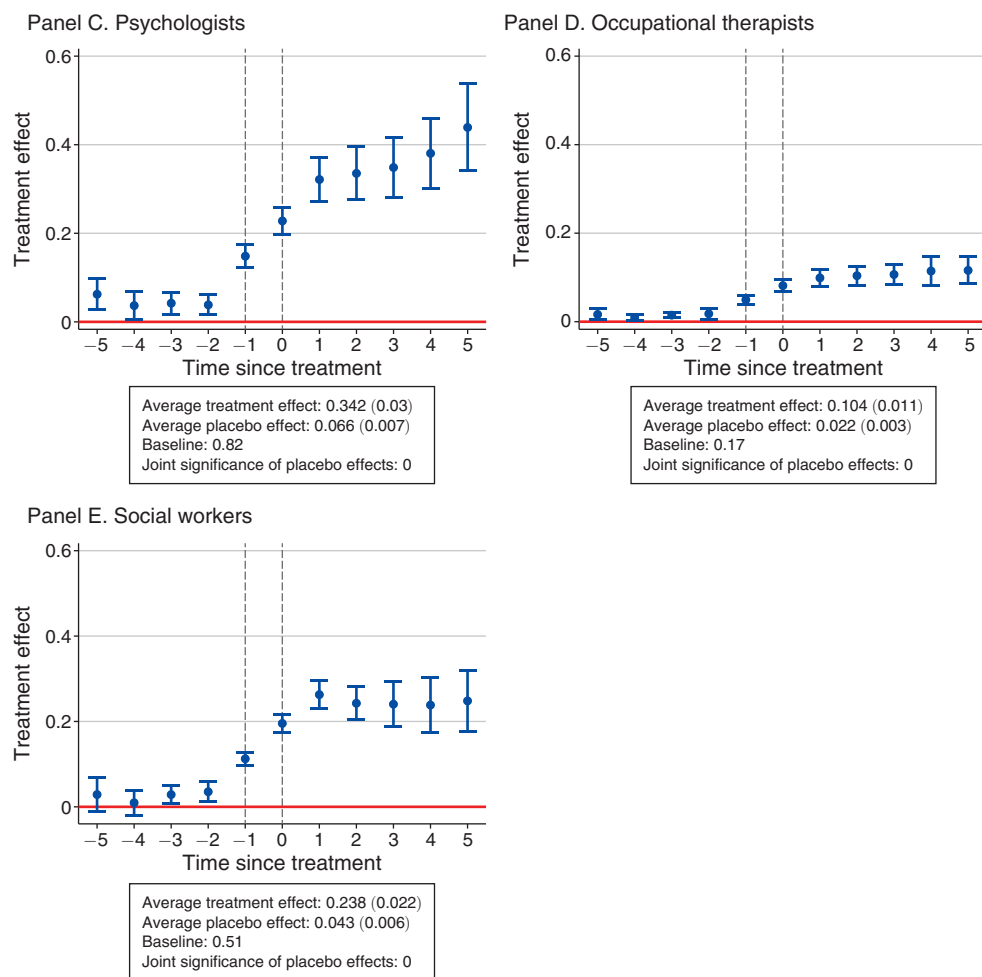 Panel C. Psychologists
Treatment effect
0.6
0.4
0.2
0
−5 −4 −3 −2 −1 0 1 2 3 4 5
Time since treatment
Average treatment effect: 0.342 (0.03)
Average placebo effect: 0.066 (0.007)
Baseline: 0.82
Joint significance of placebo effects: 0
Panel D. Occupational therapists
Treatment effect
0.6
0.4
0.2
0
−5 −4 −3 −2 −1 0 1 2 3 4 5
Time since treatment
Average treatment effect: 0.104 (0.011)
Average placebo effect: 0.022 (0.003)
Baseline: 0.17
Joint significance of placebo effects: 0
Panel E. Social workers
Treatment effect
0.6
0.4
0.2
0
−5 −4 −3 −2 −1 0 1 2 3 4 5
Time since treatment
Average treatment effect: 0.238 (0.022)
Average placebo effect: 0.043 (0.006)
Baseline: 0.51
Joint significance of placebo effects: 0